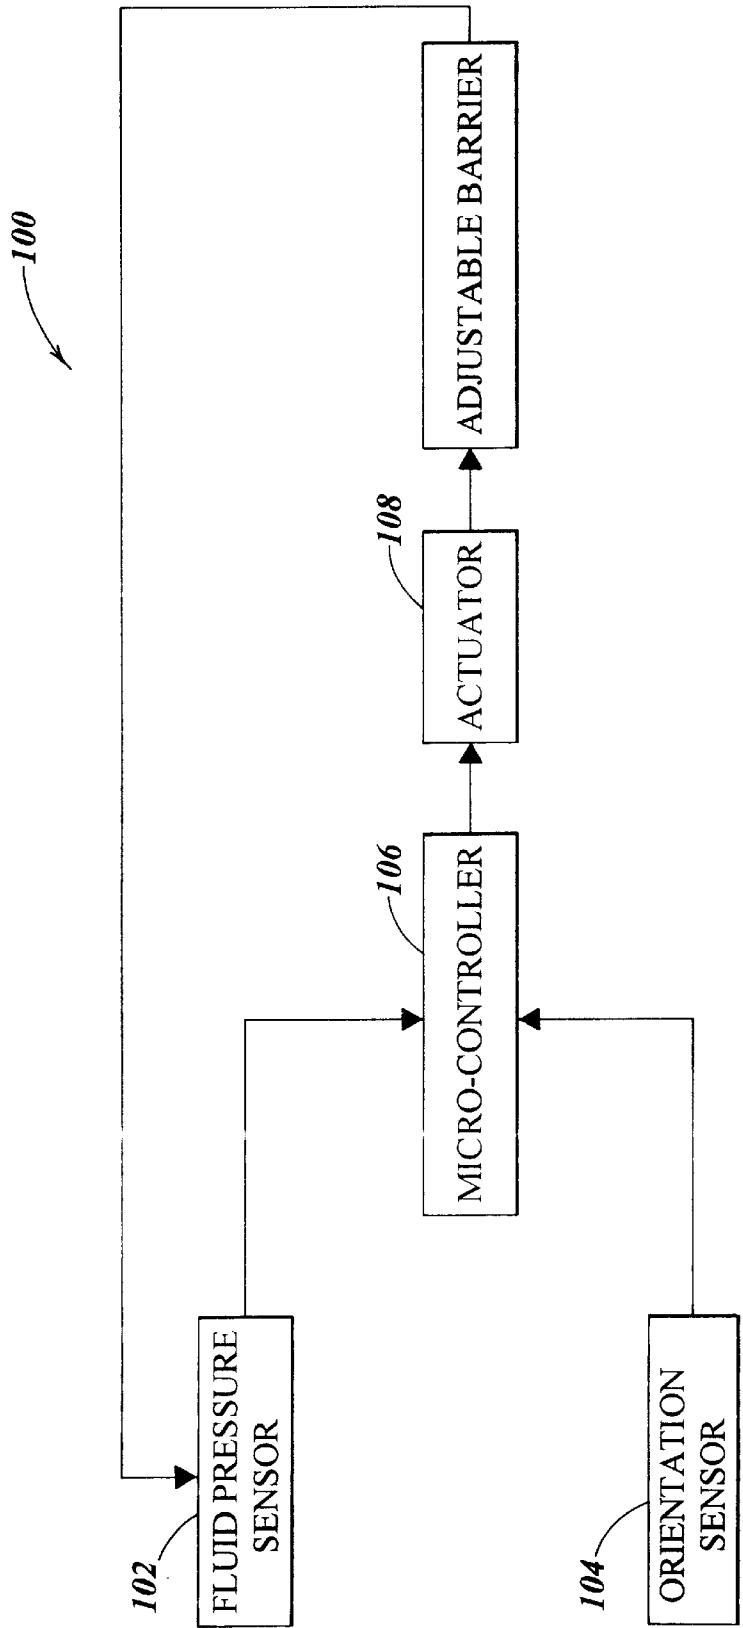 100
102
FLUID PRESSURE
SENSOR
106
MICRO-CONTROLLER
108
ACTUATOR
ADJUSTABLE BARRIER
104
ORIENTATION
SENSOR